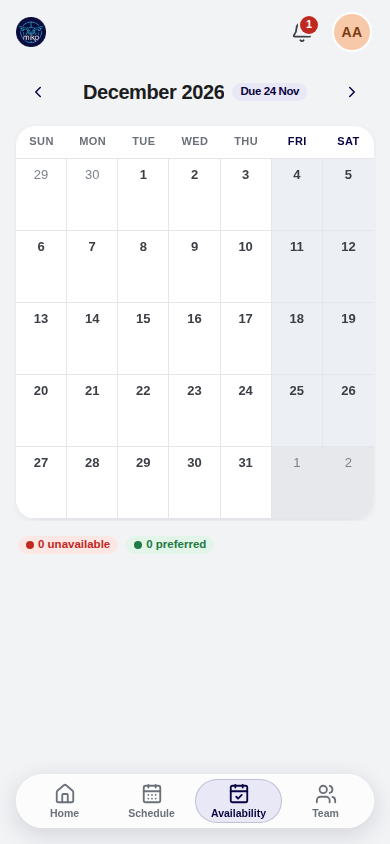 miko
1
AA
December 2026 Due 24 Nov
SUN MON TUE WED THU FRI SAT
29 30 1 2 3 4 5
6 7 8 9 10 11 12
13 14 15 16 17 18 19
20 21 22 23 24 25 26
27 28 29 30 31 1 2
0 unavailable 0 preferred
Home Schedule Availability Team